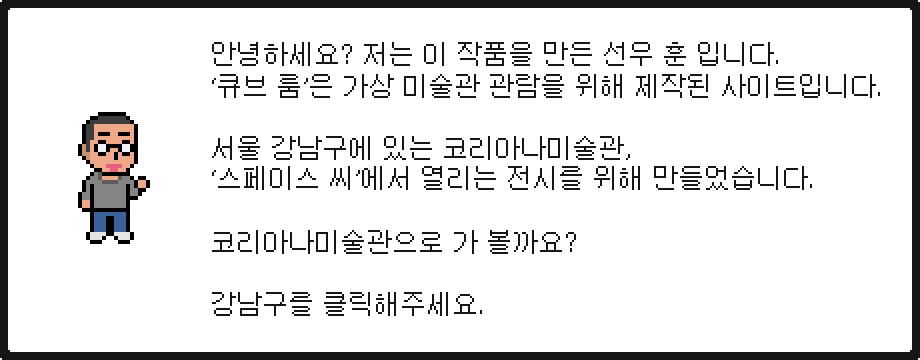 안녕하세요? 저는 이 작품을 만든 선우 훈 입니다.
'큐브 룸'은 가상 미술관 관람을 위해 제작된 사이트입니다.
서울 강남구에 있는 코리아나미술관,
'스페이스 씨'에서 열리는 전시를 위해 만들었습니다.
코리아나미술관으로 가 볼까요?
강남구를 클릭해주세요.